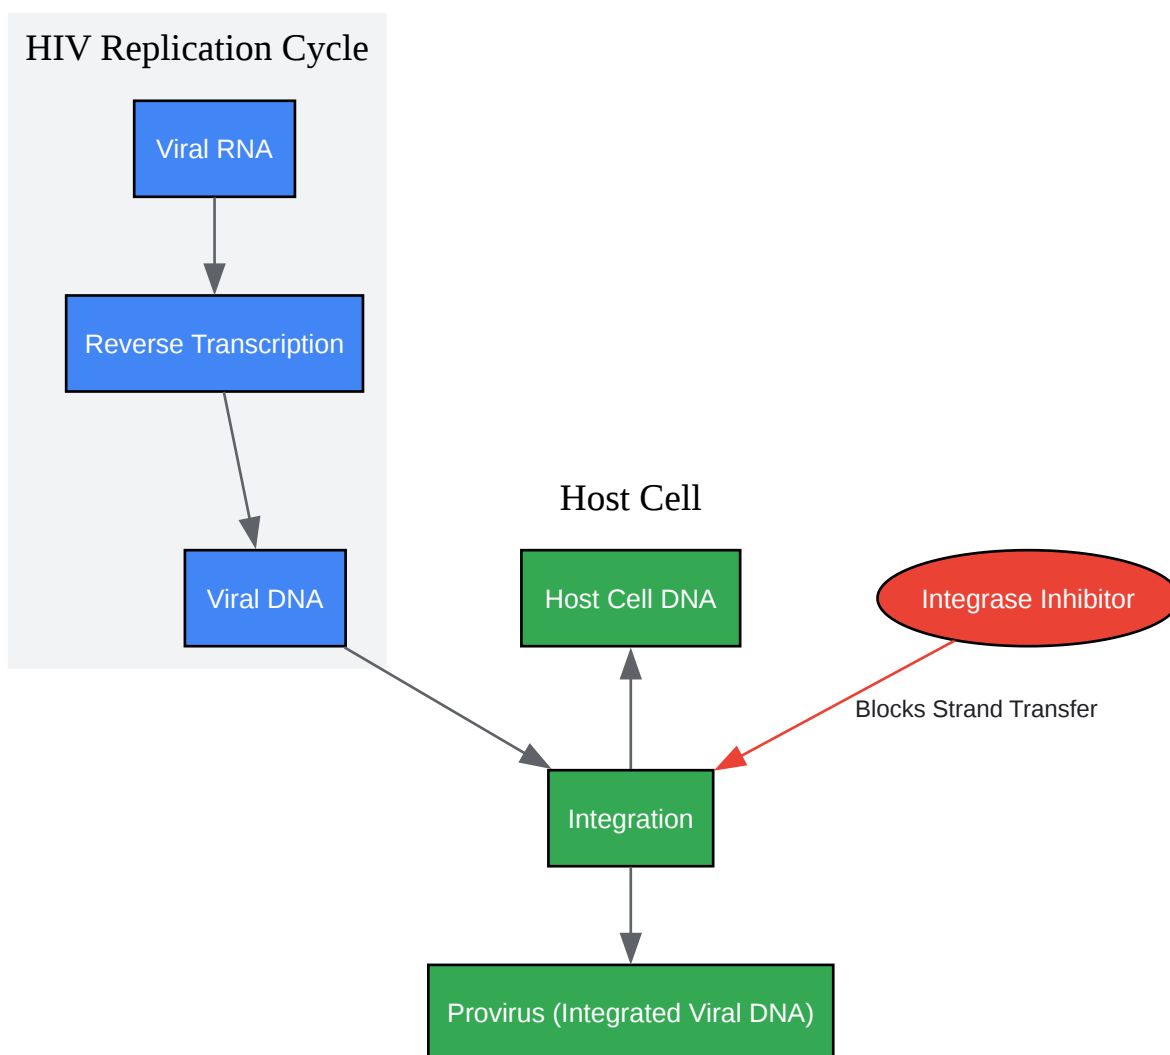 HIV Replication Cycle
Viral RNA
Reverse Transcription
Host Cell
Viral DNA
Host Cell DNA
Integrase Inhibitor
Blocks Strand Transfer
Integration
Provirus (Integrated Viral DNA)